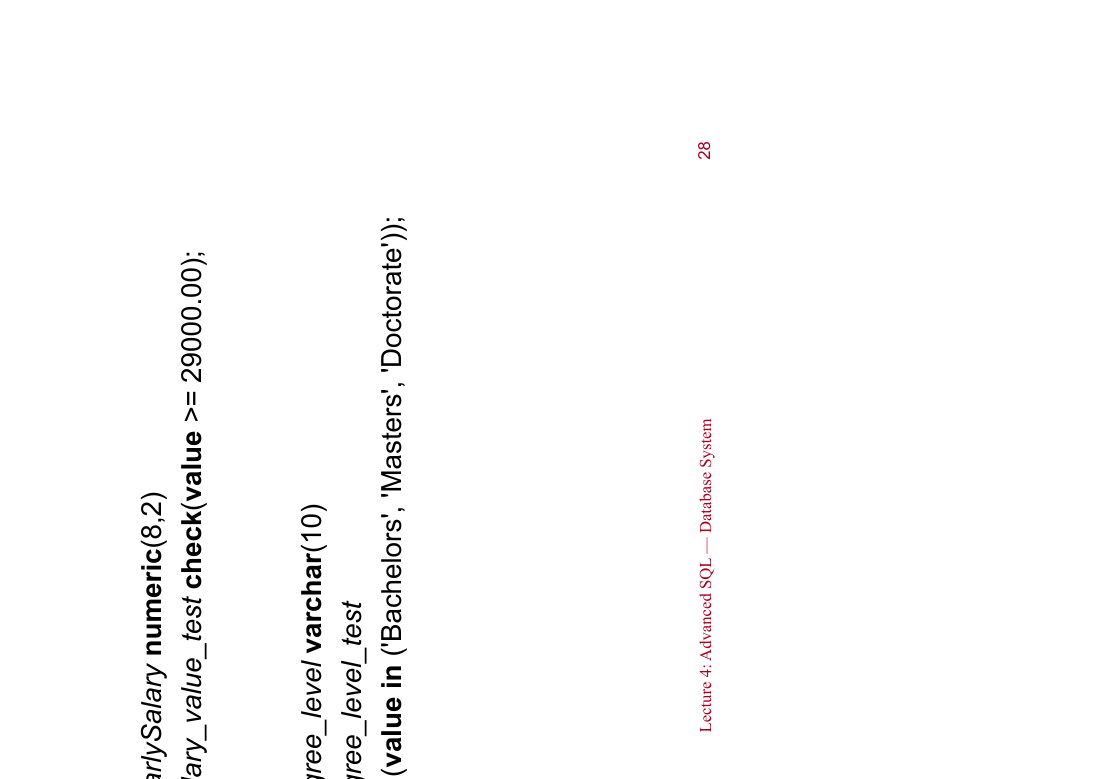 arlySalary numeric(8,2)
lary_value_test check(value >= 29000.00);
gree_level varchar(10)
gree_level_test
(value in ('Bachelors', 'Masters', 'Doctorate'));
Lecture 4: Advanced SQL — Database System 28